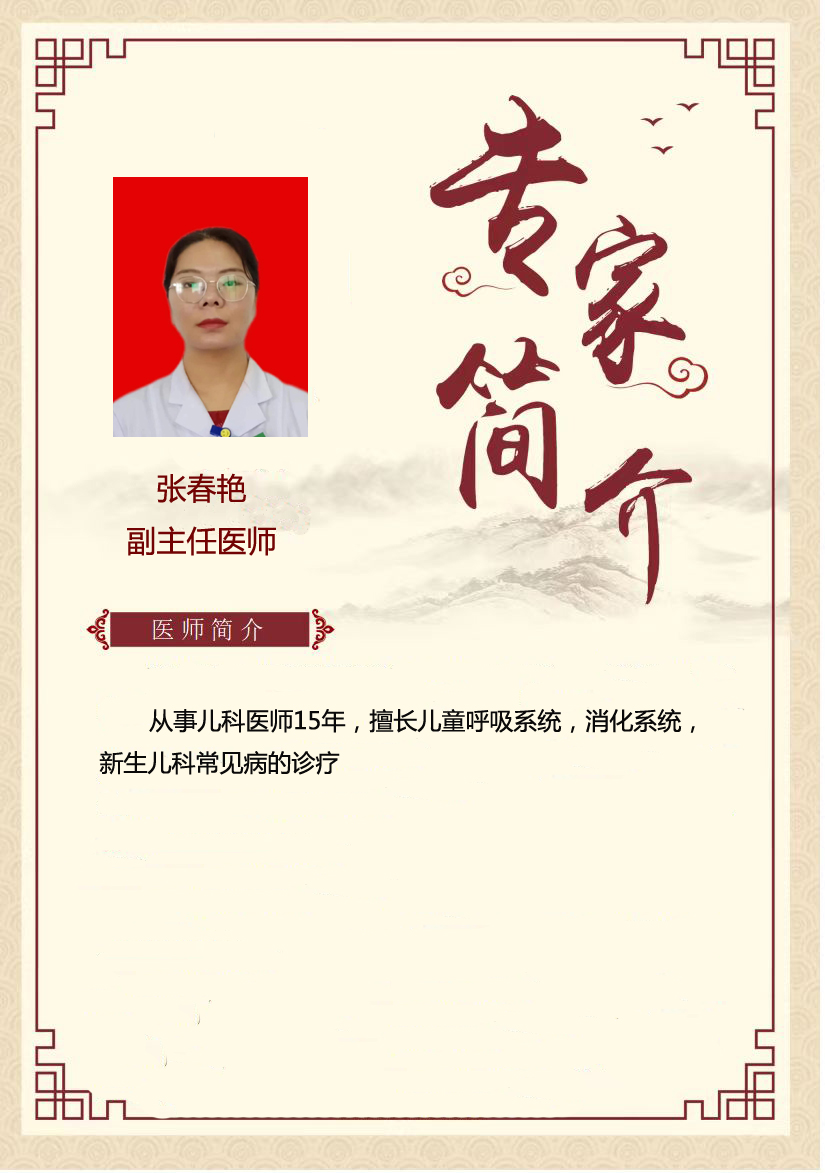 专家
简介
张春艳
副主任医师
医师简介
从事儿科医师15年，擅长儿童呼吸系统，消化系统，
新生儿科常见病的诊疗